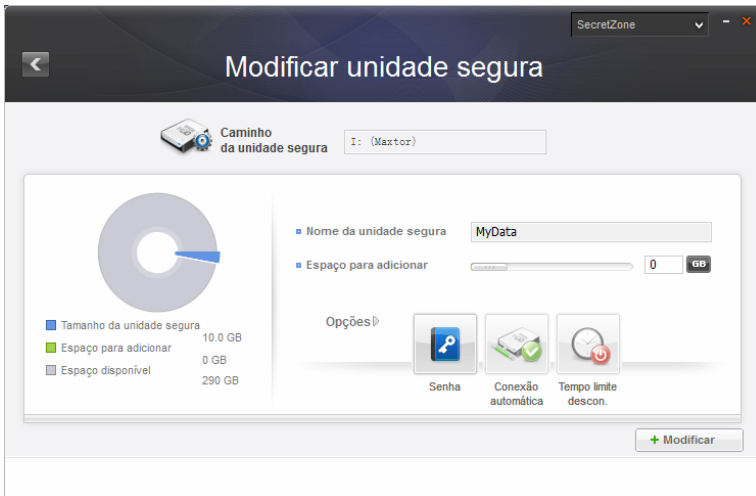 SecretZone
Modificar unidade segura
Caminho
da unidade segura
I: (Maxtor)
Nome da unidade segura
MyData
Espaço para adicionar
0
GB
Tamanho da unidade segura
10.0 GB
Espaço para adicionar
0 GB
Espaço disponível
290 GB
Opções
Senha
Conexão
automática
Tempo limite
descon.
+ Modificar